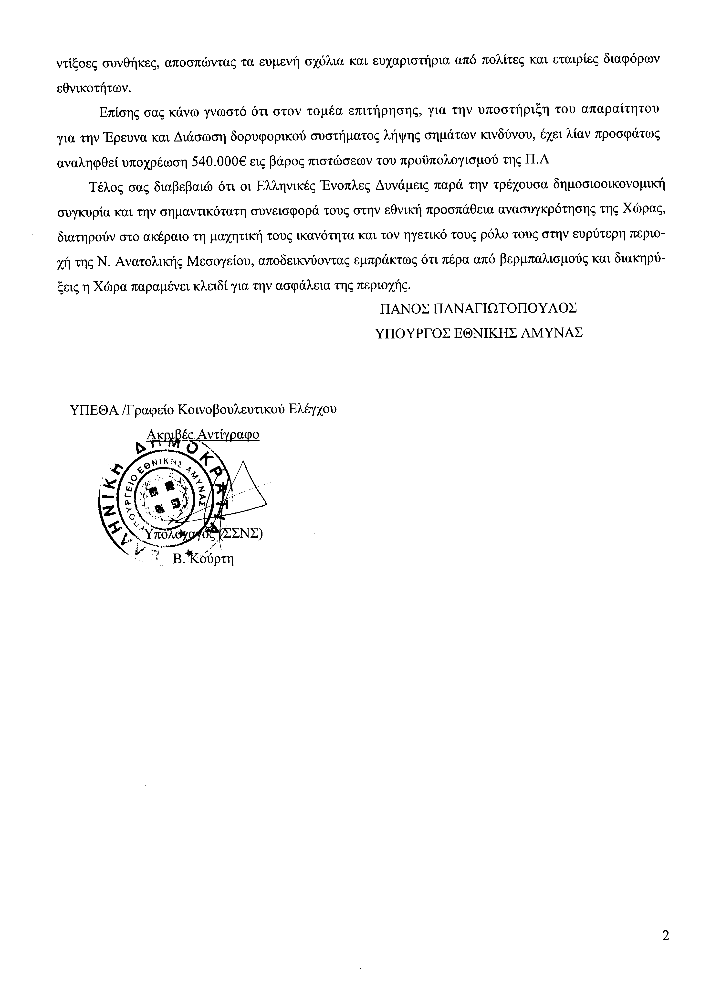 ντίξοες συνθήκες, αποσπώντας τα ευμενή σχόλια και ευχαριστήρια από πολίτες και εταιρίες διαφόρων
εθνικοτήτων.
Επίσης σας κάνω γνωστό ότι στον τομέα επιτήρησης, για την υποστήριξη του απαραίτητου
για την Έρευνα και Διάσωση δορυφορικού συστήματος λήψης σημάτων κινδύνου, έχει λίαν προσφάτως
αναληφθεί υποχρέωση 540.000€ εις βάρος πιστώσεων του προϋπολογισμού της Π.Α
Τέλος σας διαβεβαιώ ότι οι Ελληνικές Ένοπλες Δυνάμεις παρά την τρέχουσα δημοσιοοικονομική
συγκυρία και την σημαντικότατη συνεισφορά τους στην εθνική προσπάθεια ανασυγκρότησης της Χώρας,
διατηρούν στο ακέραιο τη μαχητική τους ικανότητα και τον ηγετικό τους ρόλο τους στην ευρύτερη περιο-
χή της Ν. Ανατολικής Μεσογείου, αποδεικνύοντας εμπράκτως ότι πέρα από βερμπαλισμούς και διακηρύ-
ξεις η Χώρα παραμένει κλειδί για την ασφάλεια της περιοχής.
ΠΑΝΟΣ ΠΑΝΑΓΙΩΤΟΠΟΥΛΟΣ
ΥΠΟΥΡΓΟΣ ΕΘΝΙΚΗΣ ΑΜΥΝΑΣ
ΥΠΕΘΑ /Γραφείο Κοινοβουλευτικού Ελέγχου
Ακριβές Αντίγραφο
ΕΛΛΗΝΙΚΗ ΔΗΜΟΚΡΑΤΙΑ
ΥΠΟΥΡΓΕΙΟ ΕΘΝΙΚΗΣ ΑΜΥΝΑΣ
Υπολοχαγός (ΣΣΝΣ)
Β. Κούρτη
2